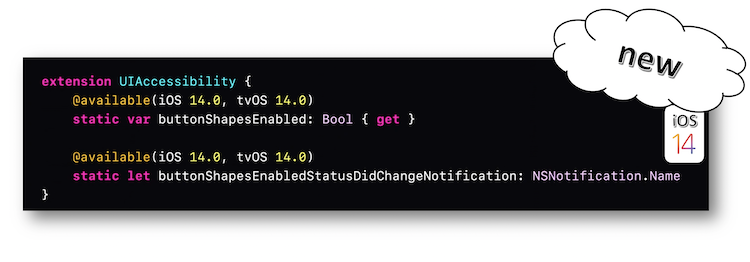 new
extension UIAccessibility {
@available(iOS 14.0, tvOS 14.0)
static var buttonShapesEnabled: Bool { get }
@available(iOS 14.0, tvOS 14.0)
static let buttonShapesEnabledStatusDidChangeNotification: NSNotification.Name
}
iOS
14